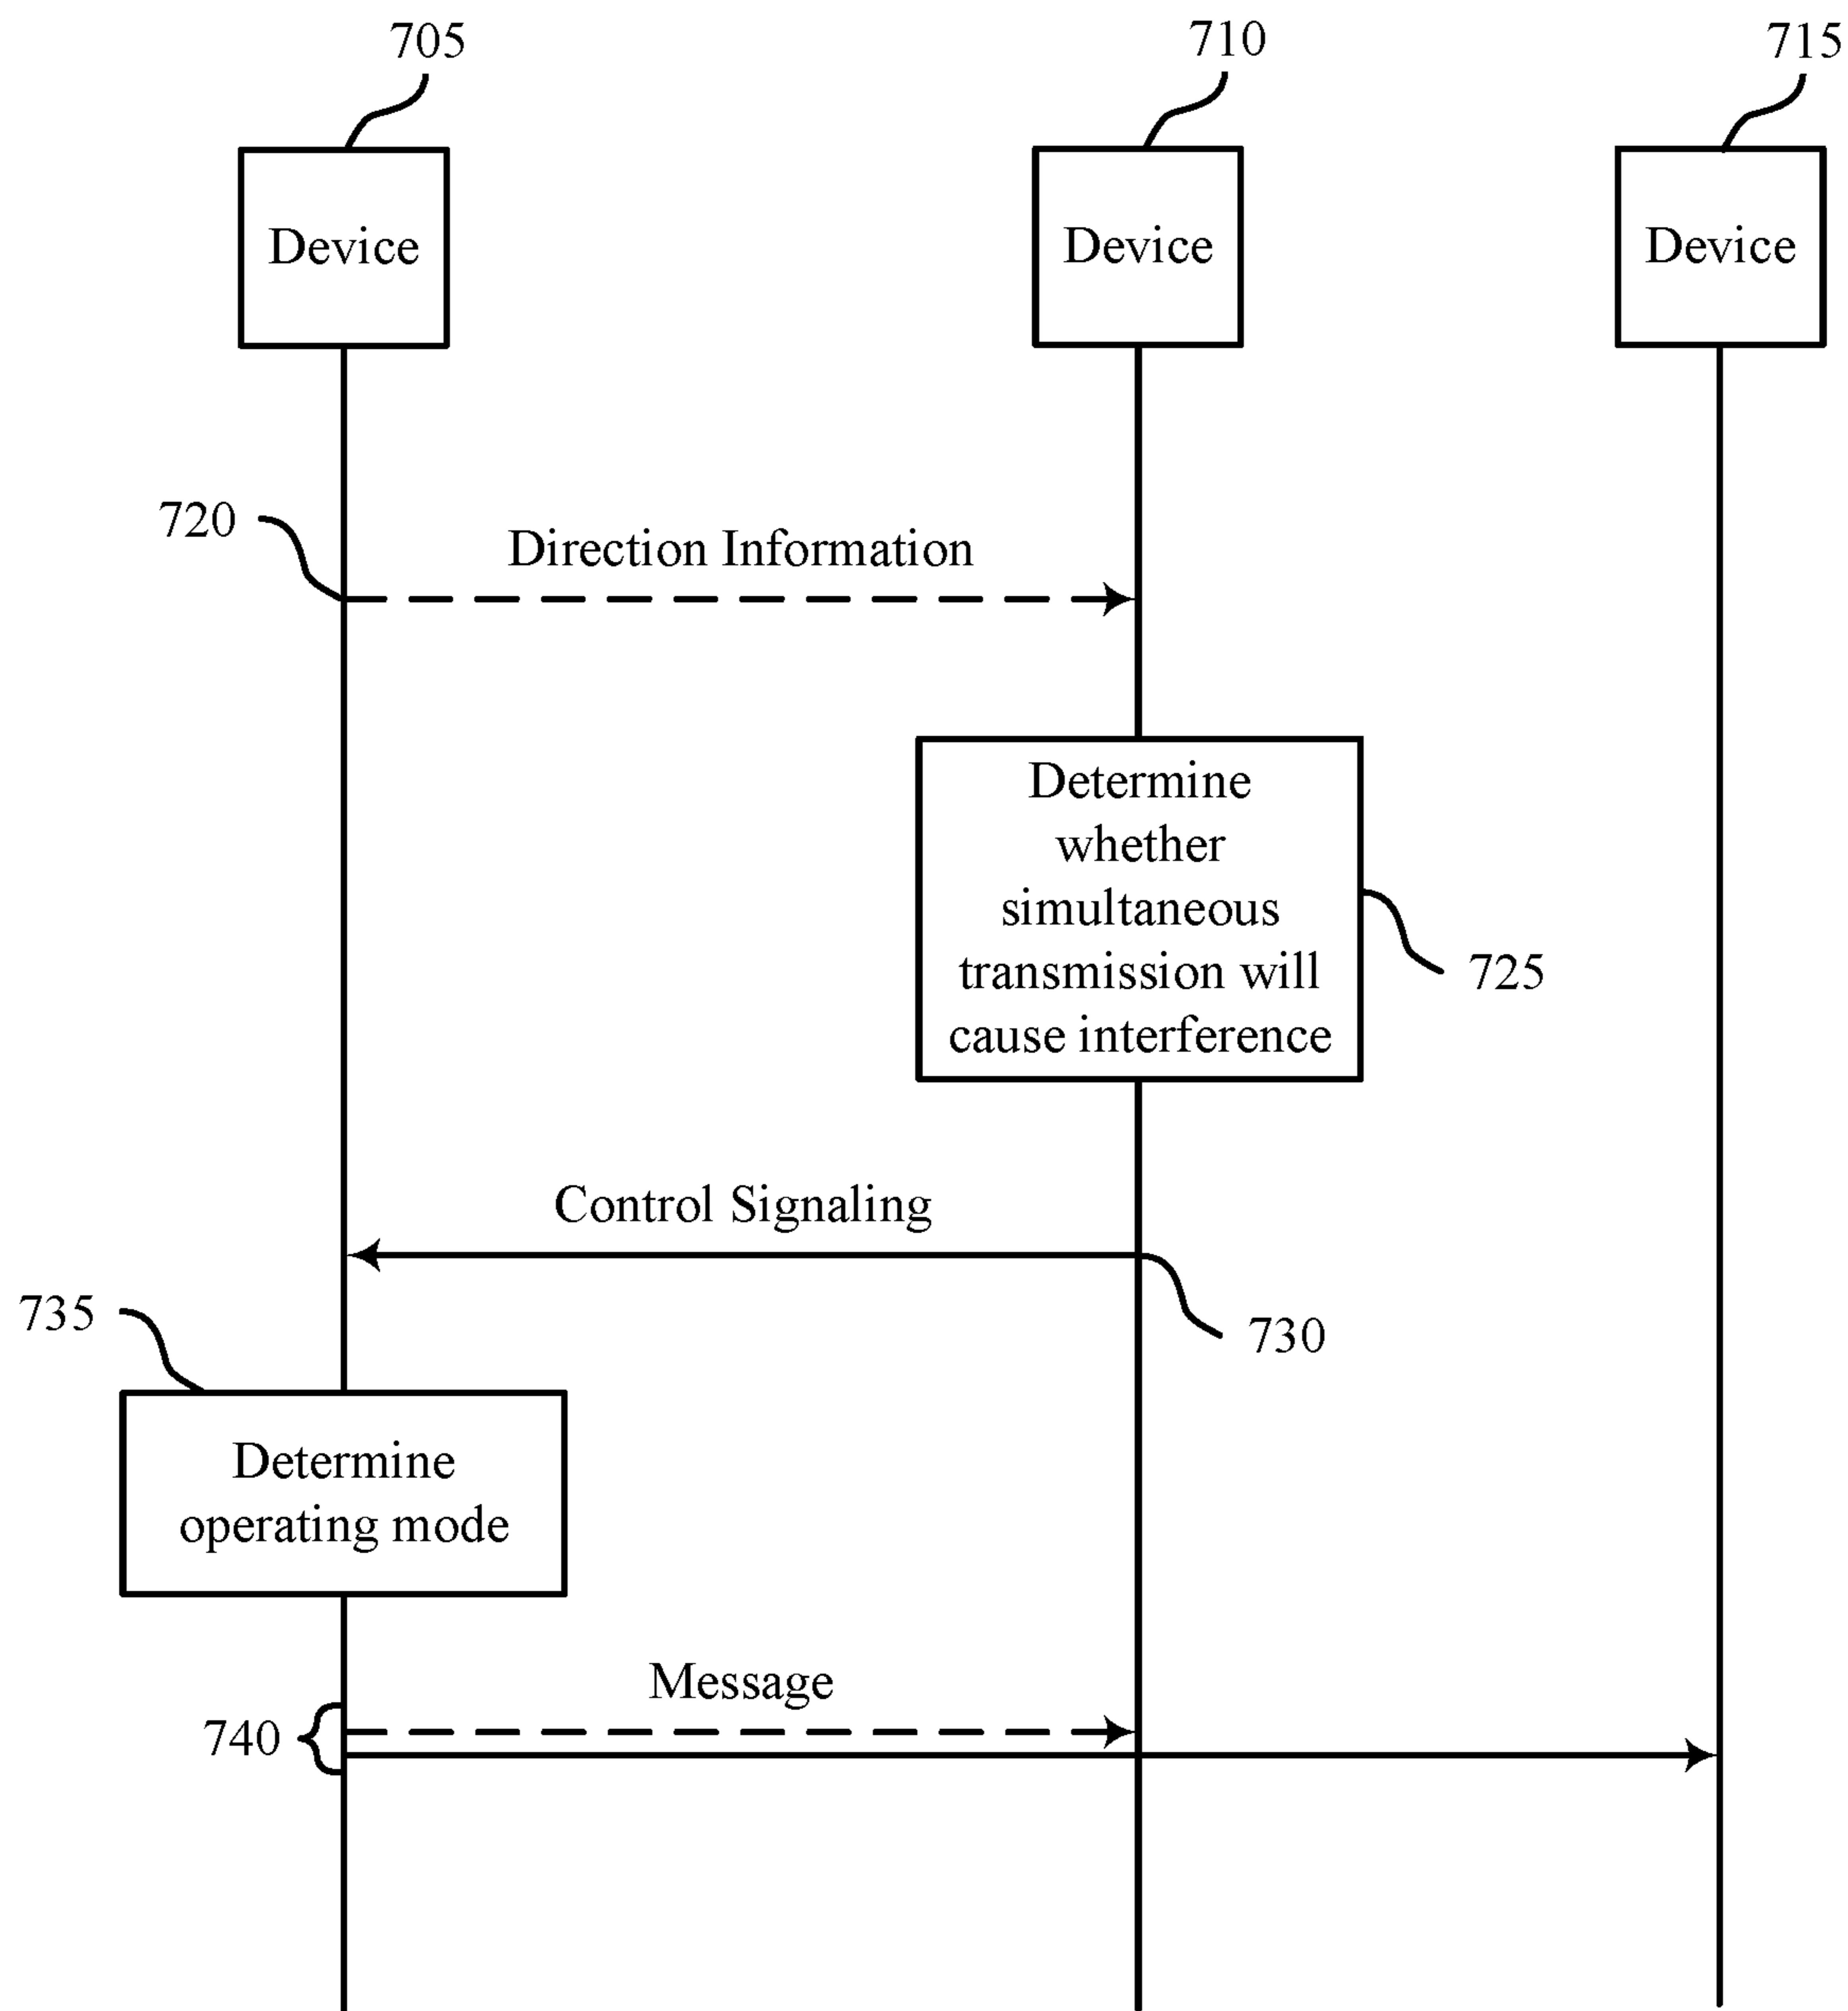 705
710
715
Device
Device
Device
720
Direction Information
Determine
whether
simultaneous
transmission will
cause interference
725
Control Signaling
730
735
Determine
operating mode
Message
740